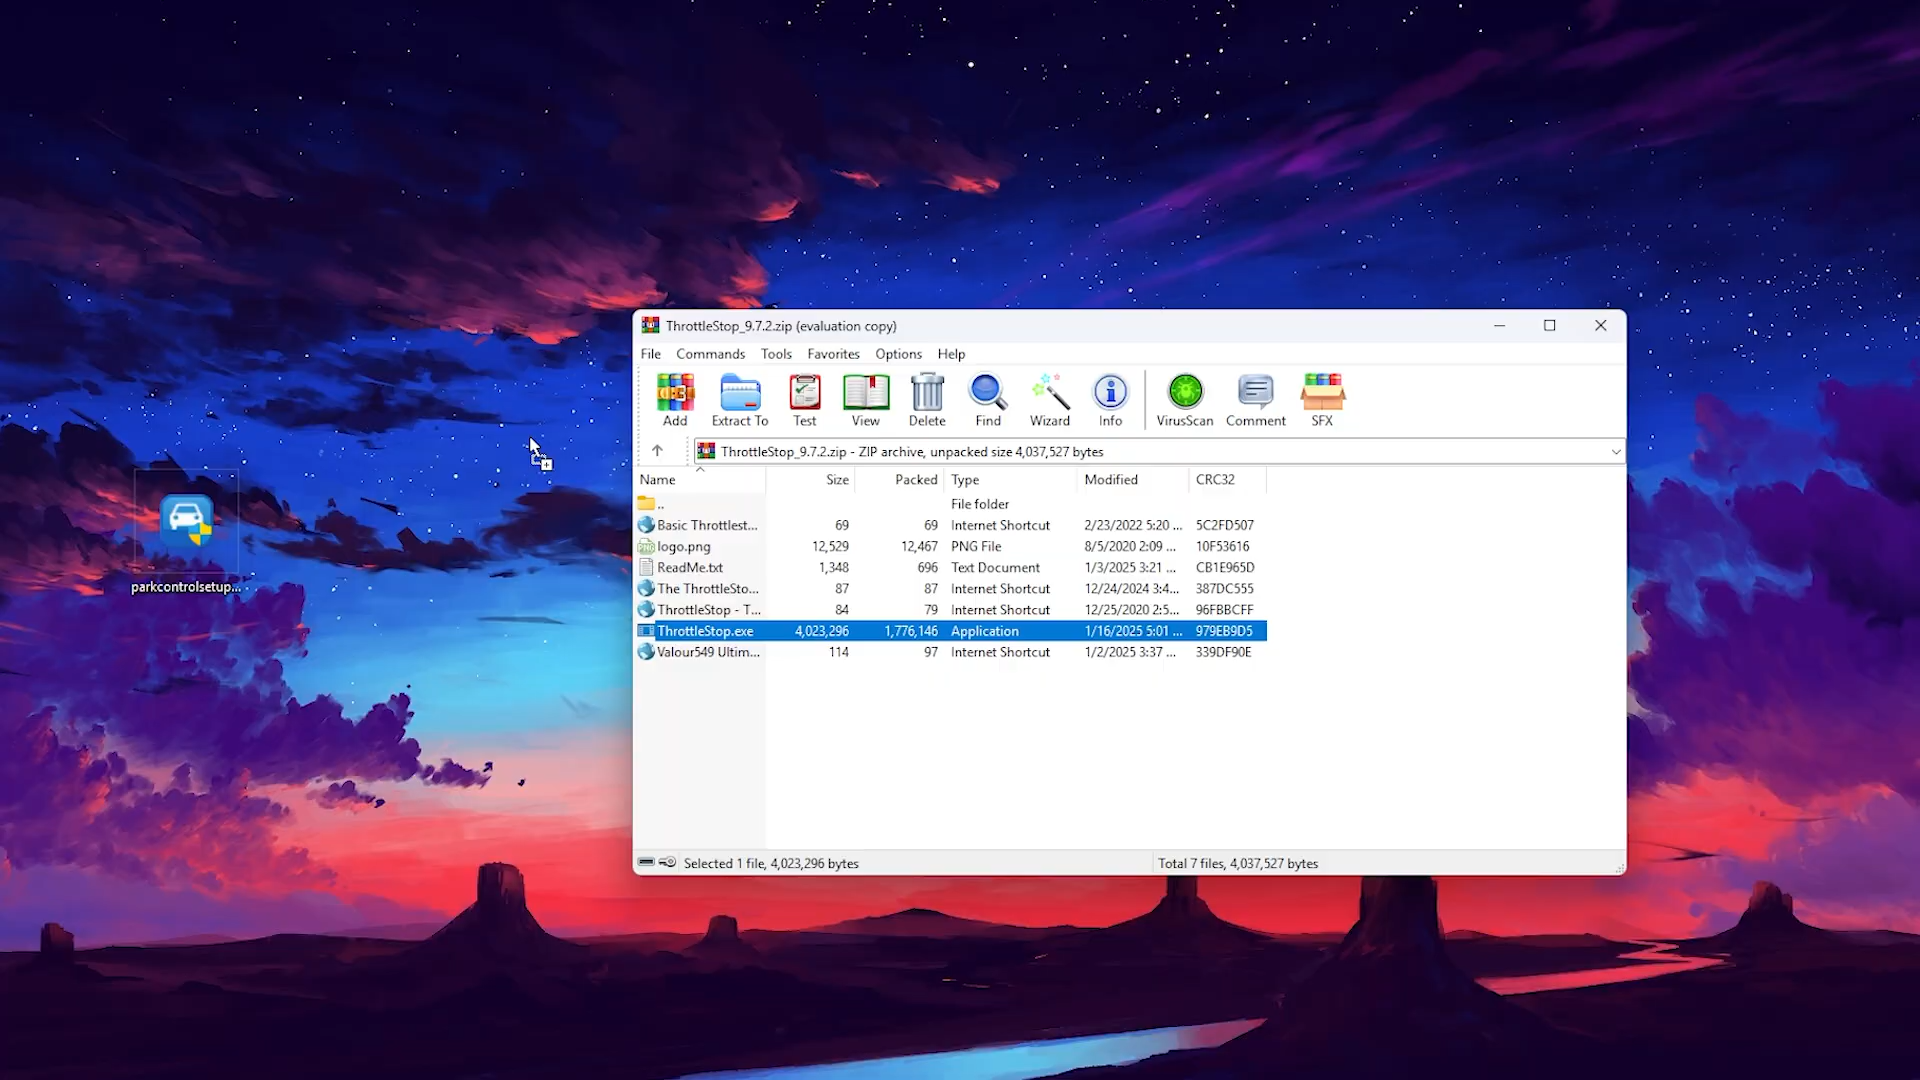 ThrottleStop_9.7.2.zip (evaluation copy)
File Commands Tools Favorites Options Help
Add Extract To Test View Delete Find Wizard Info VirusScan Comment SFX
ThrottleStop_9.7.2.zip - ZIP archive, unpacked size 4,037,527 bytes
Name Size Packed Type Modified CRC32
.. File folder
Basic Throttlest... 69 69 Internet Shortcut 2/23/2022 5:20 ... 5C2FD507
logo.png 12,529 12,467 PNG File 8/5/2020 2:09 ... 10F53616
ReadMe.txt 1,348 696 Text Document 1/3/2025 3:21 ... CB1E965D
The ThrottleSto... 87 87 Internet Shortcut 12/24/2024 3:4... 387DC555
ThrottleStop - T... 84 79 Internet Shortcut 12/25/2020 2:5... 96FBBCFF
ThrottleStop.exe 4,023,296 1,776,146 Application 1/16/2025 5:01 ... 979EB9D5
Valour549 Ultim... 114 97 Internet Shortcut 1/2/2025 3:37 ... 339DF90E
Selected 1 file, 4,023,296 bytes Total 7 files, 4,037,527 bytes
parkcontrolsetup...